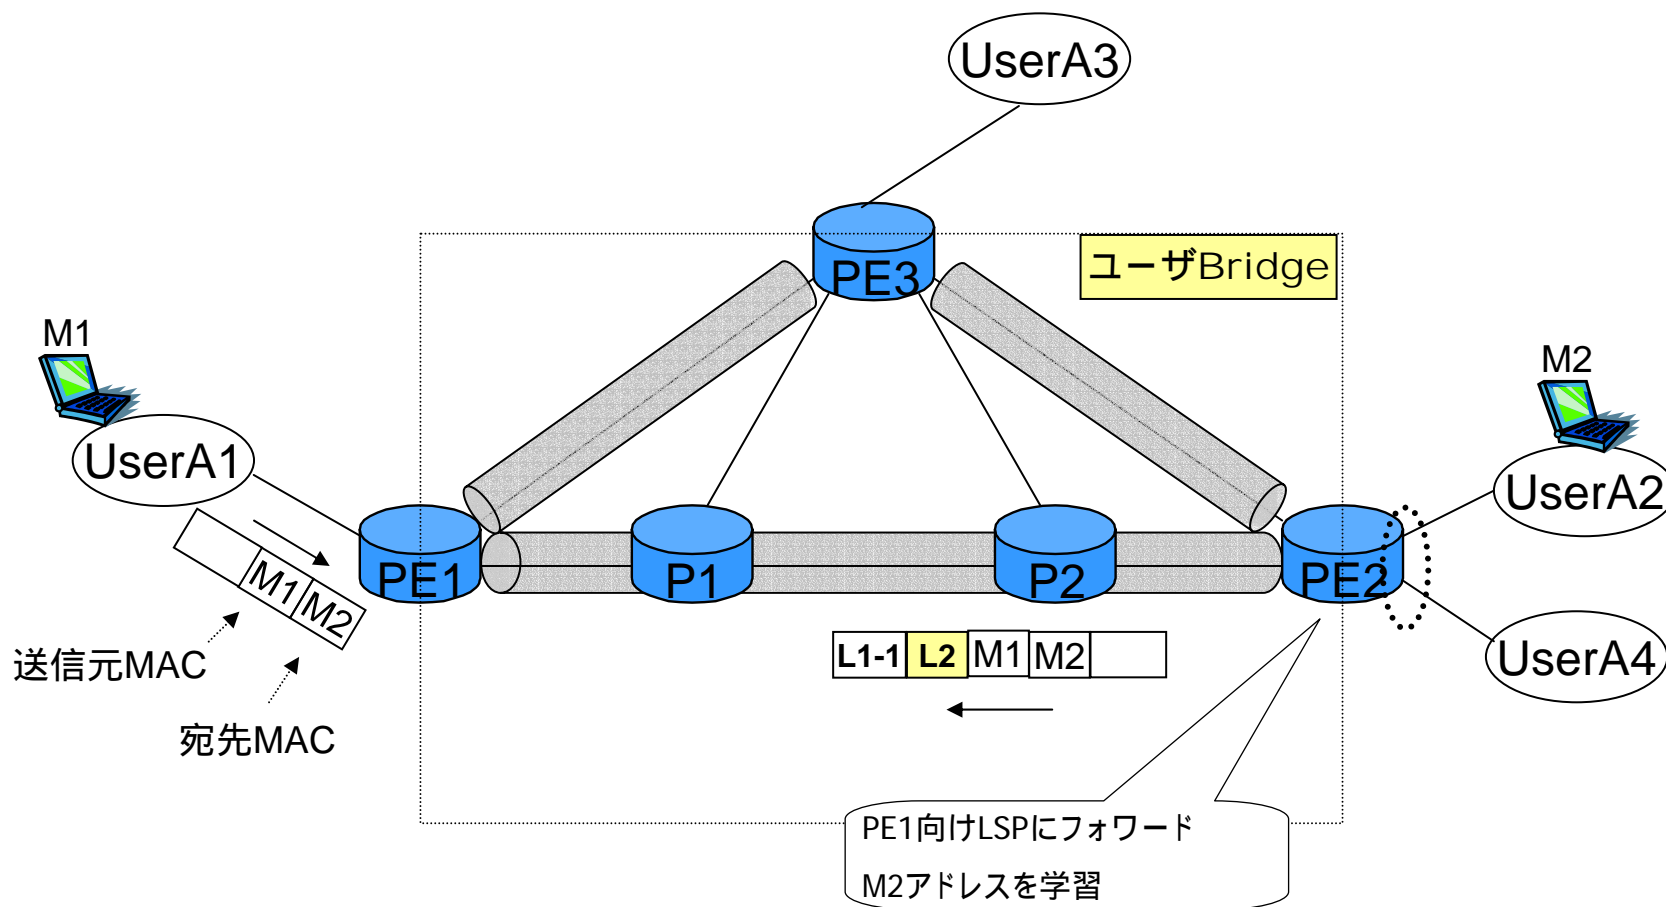 UserA3
PE3
ユーザBridge
M1
M2
UserA1
UserA2
PE1
P1
P2
PE2
M1 M2
送信元MAC
宛先MAC
L1-1 L2 M1 M2
UserA4
PE1向けLSPにフォワード
M2アドレスを学習